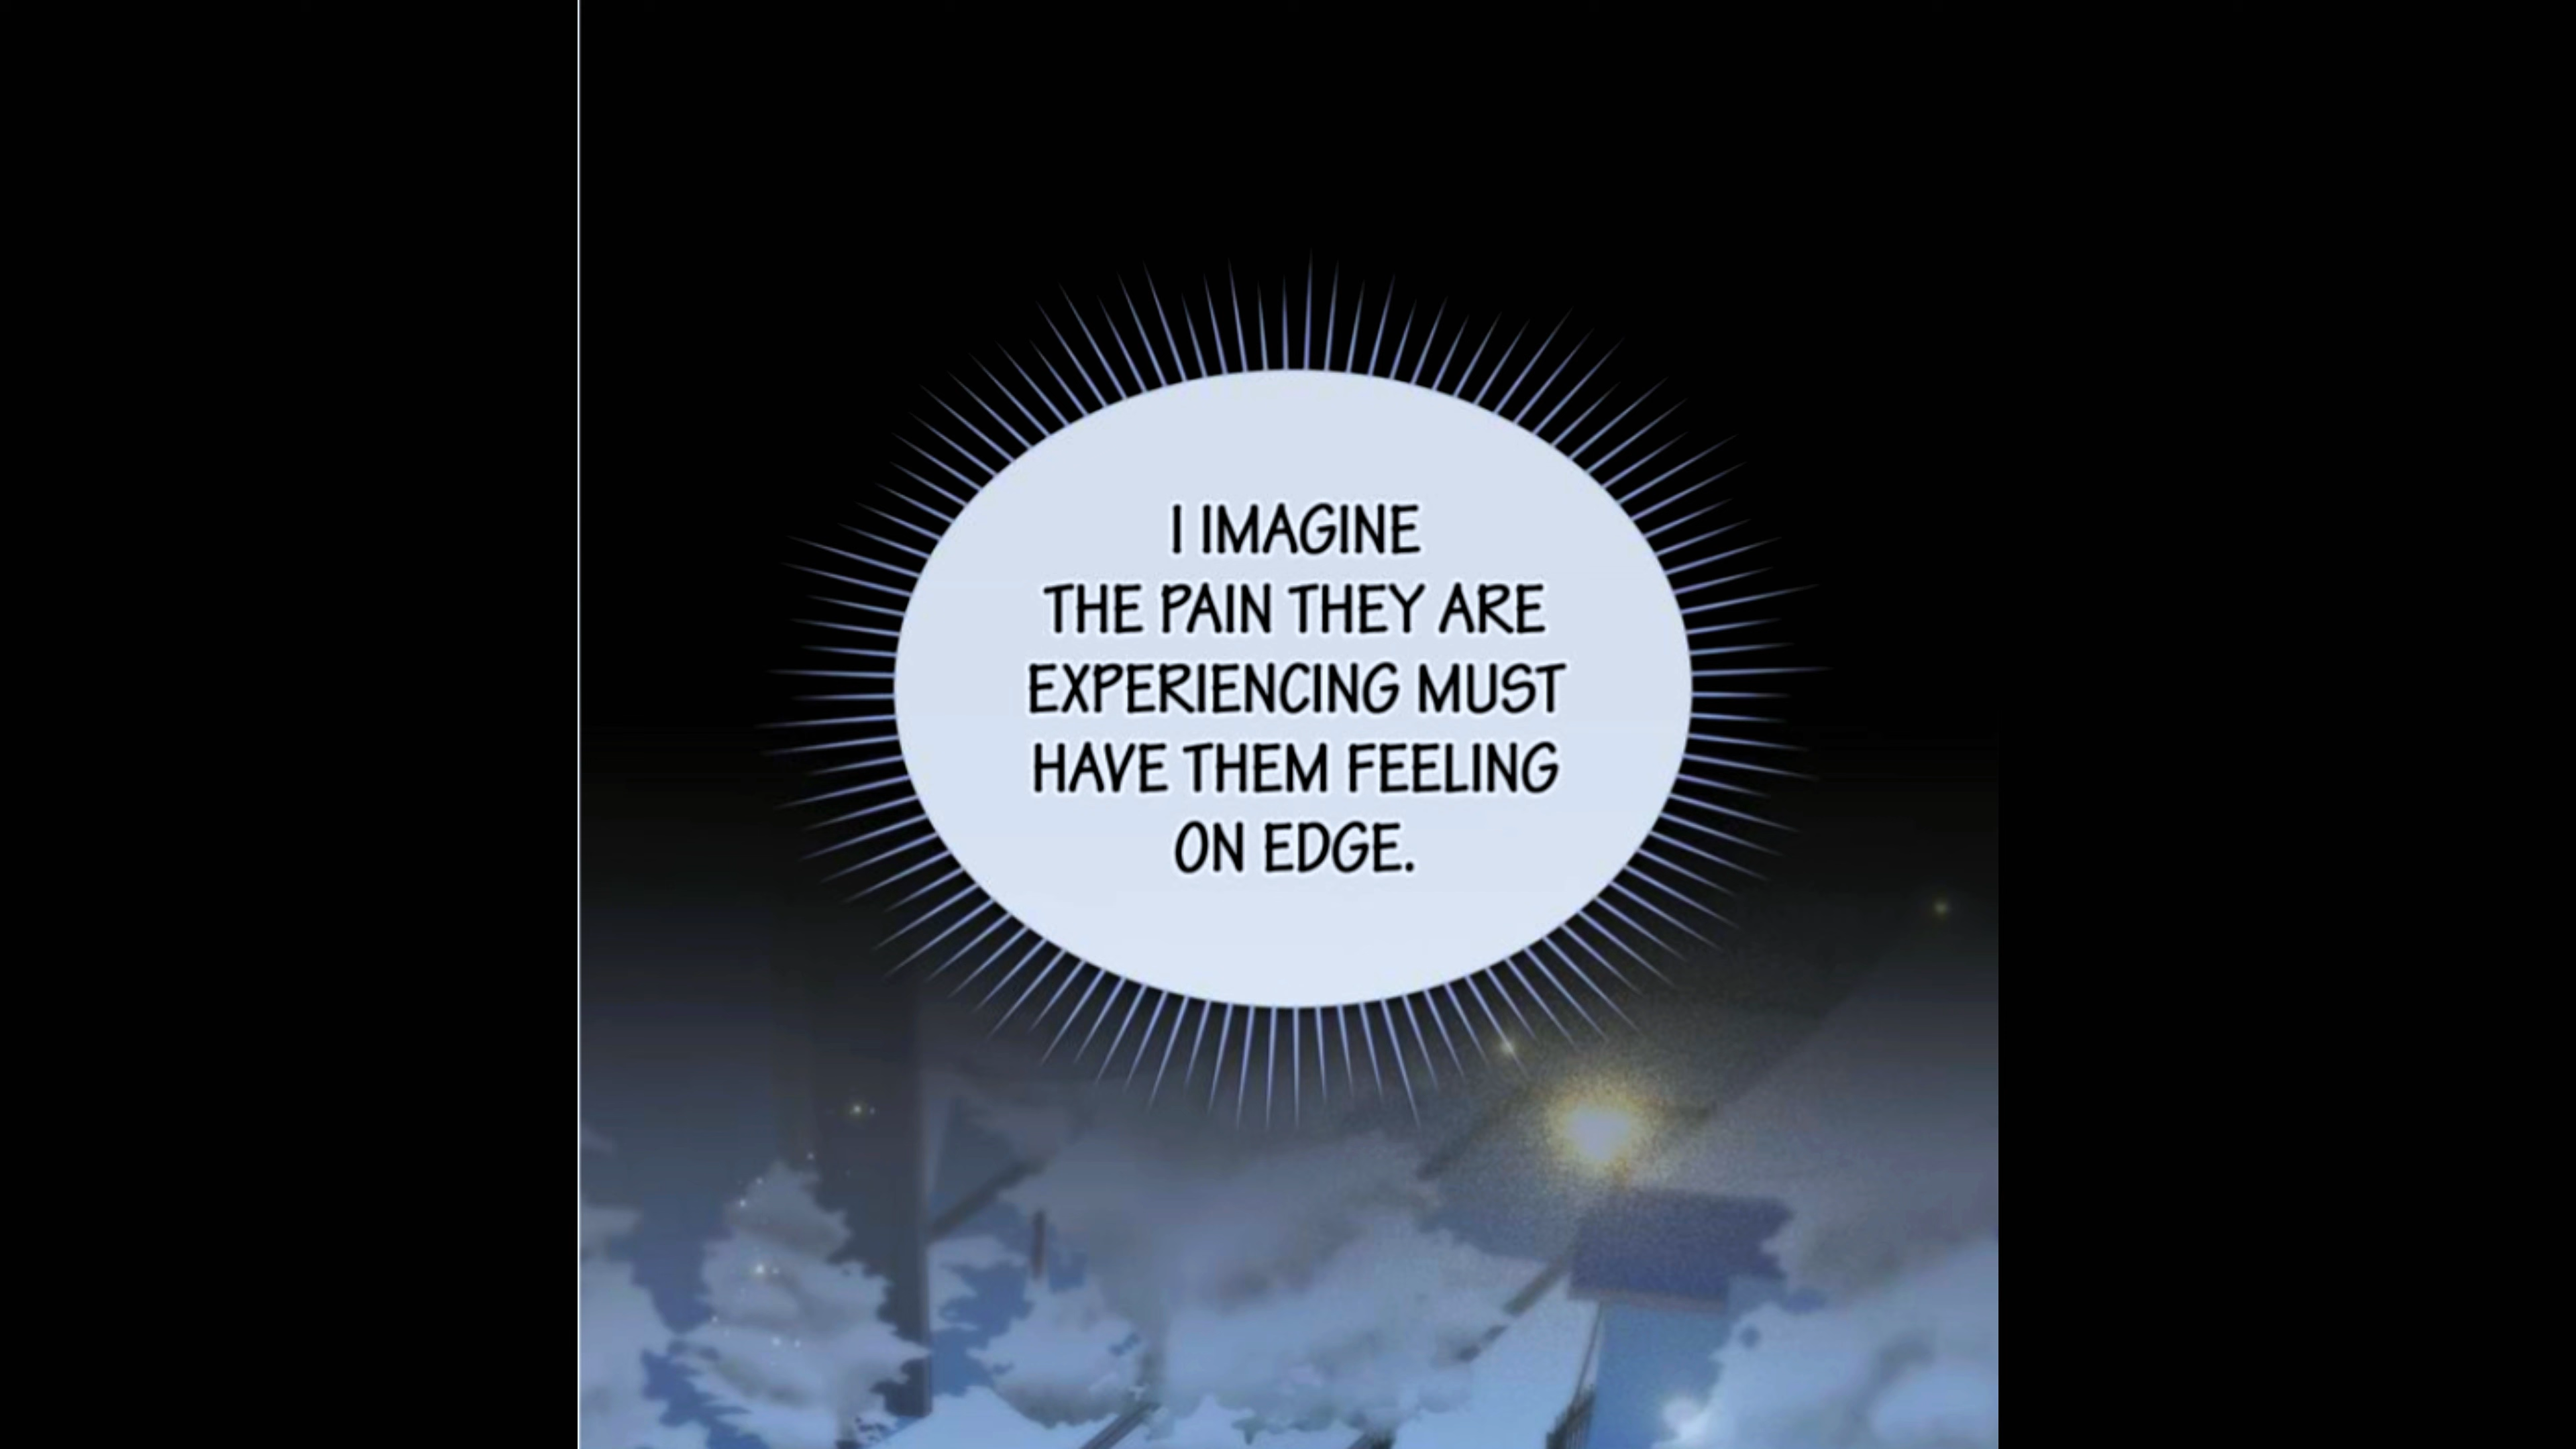 I IMAGINE
THE PAIN THEY ARE
EXPERIENCING MUST
HAVE THEM FEELING
ON EDGE.